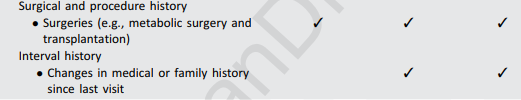 Surgical and procedure history
• Surgeries (e.g., metabolic surgery and ✓ ✓ ✓
transplantation)
Interval history
• Changes in medical or family history ✓ ✓
since last visit